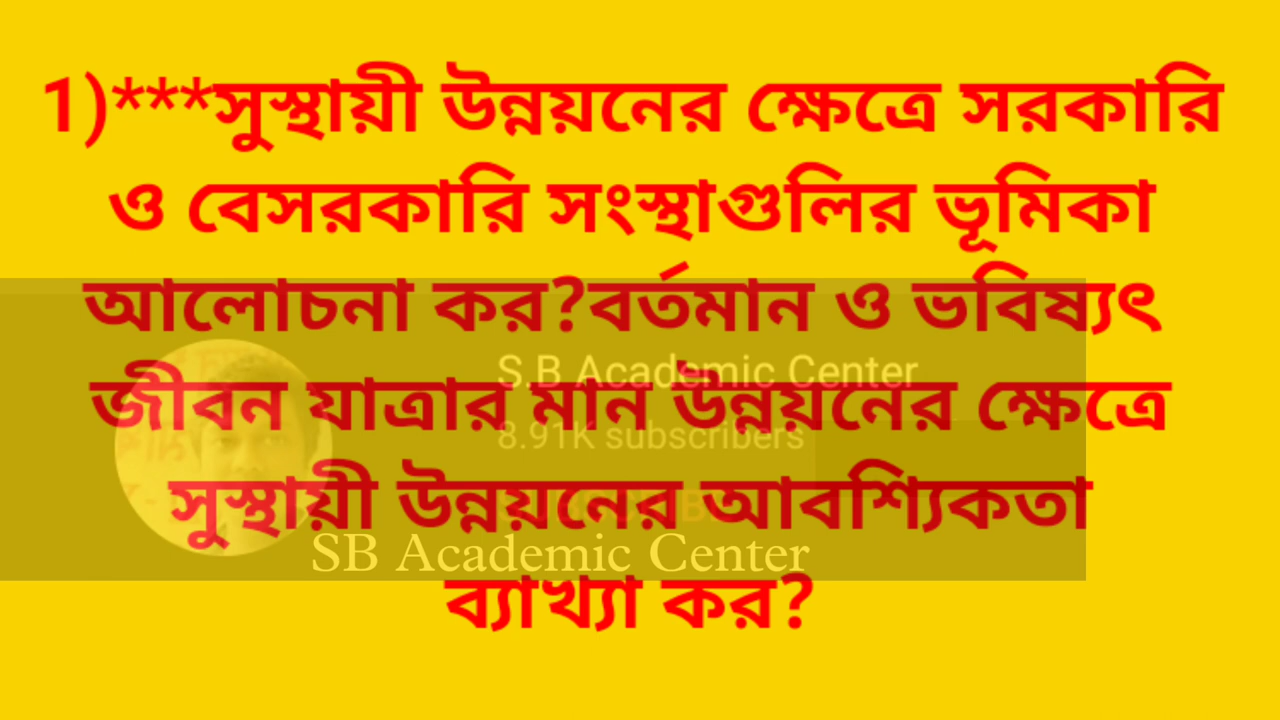 1)***সুস্থায়ী উন্নয়নের ক্ষেত্রে সরকারি
ও বেসরকারি সংস্থাগুলির ভূমিকা
আলোচনা কর?বর্তমান ও ভবিষ্যৎ
S.B Academic Center
জীবন যাত্রার মান উন্নয়নের ক্ষেত্রে
8.91K subscribers
সুস্থায়ী উন্নয়নের আবশ্যিকতা
SB Academic Center
ব্যাখ্যা কর?